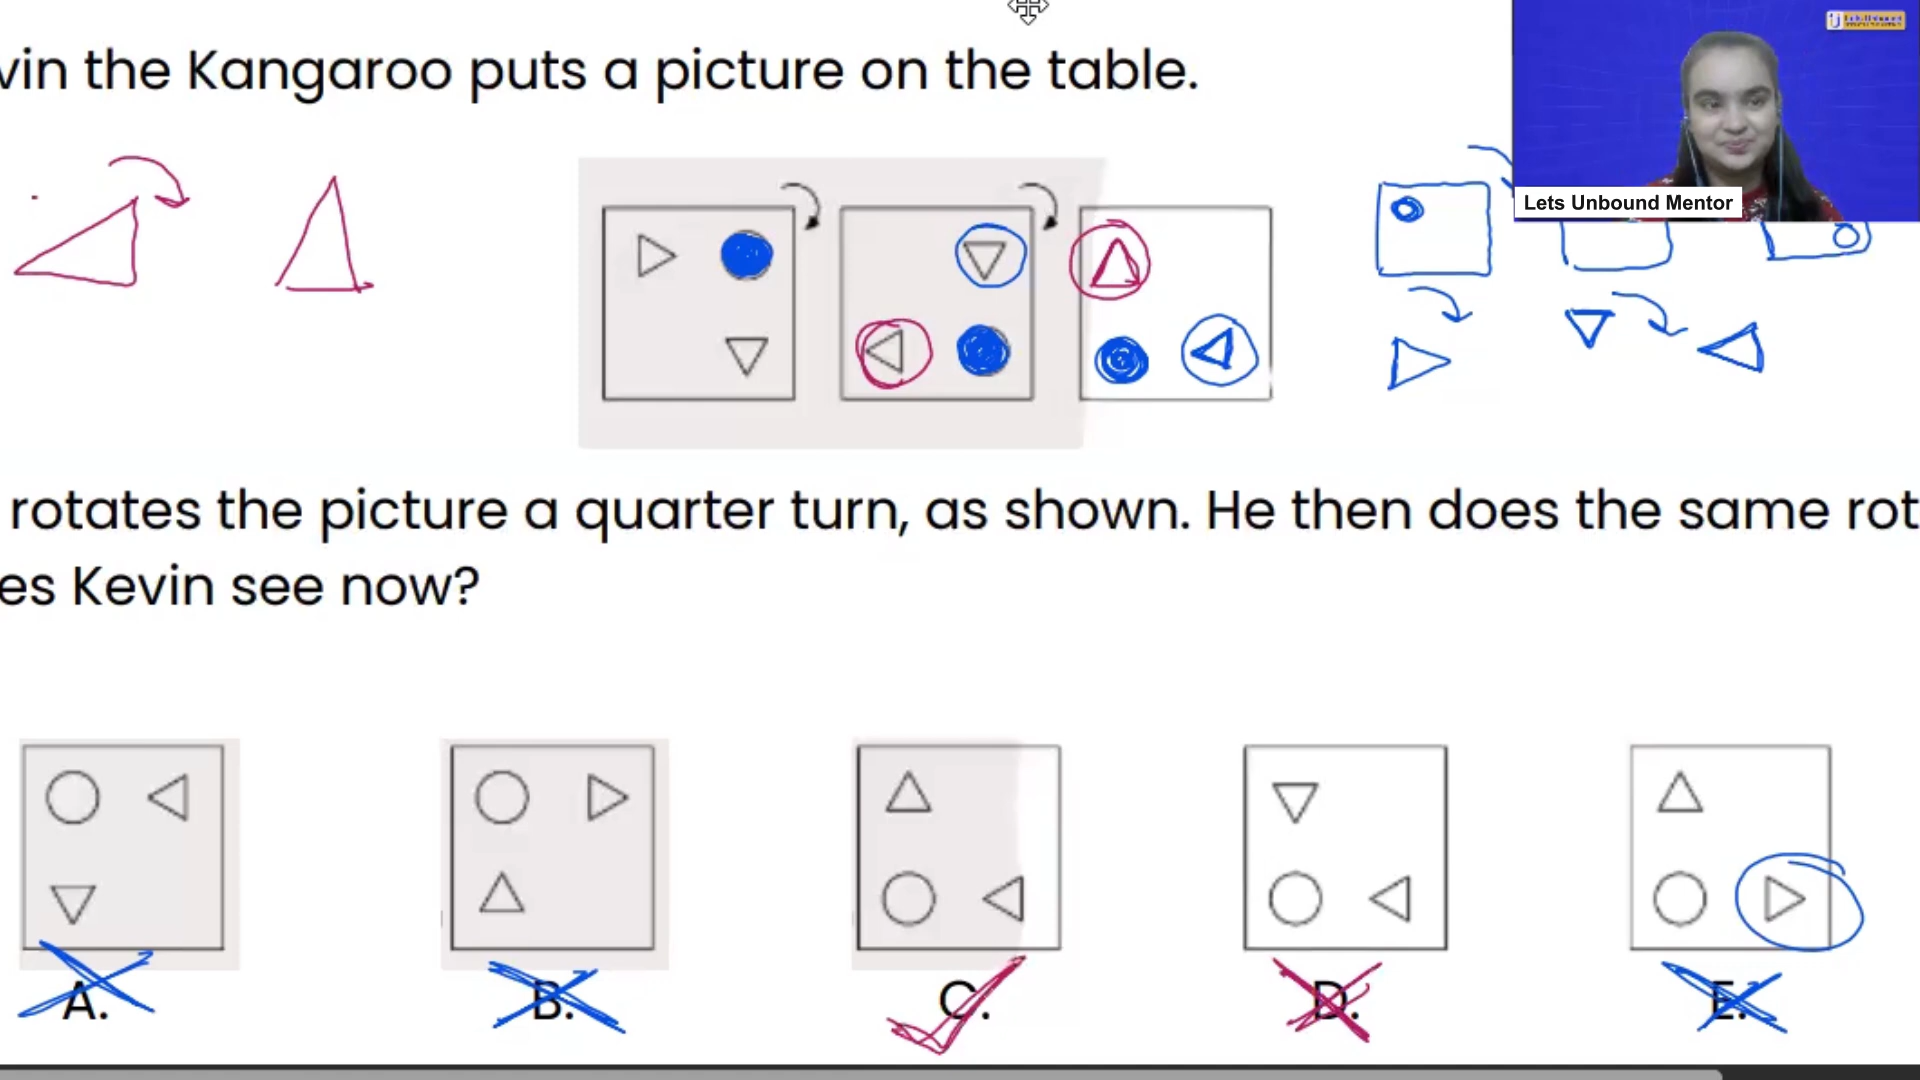 vin the Kangaroo puts a picture on the table.
Lets Unbound Mentor
rotates the picture a quarter turn, as shown. He then does the same rot
es Kevin see now?
A.
B.
C.
D.
E.